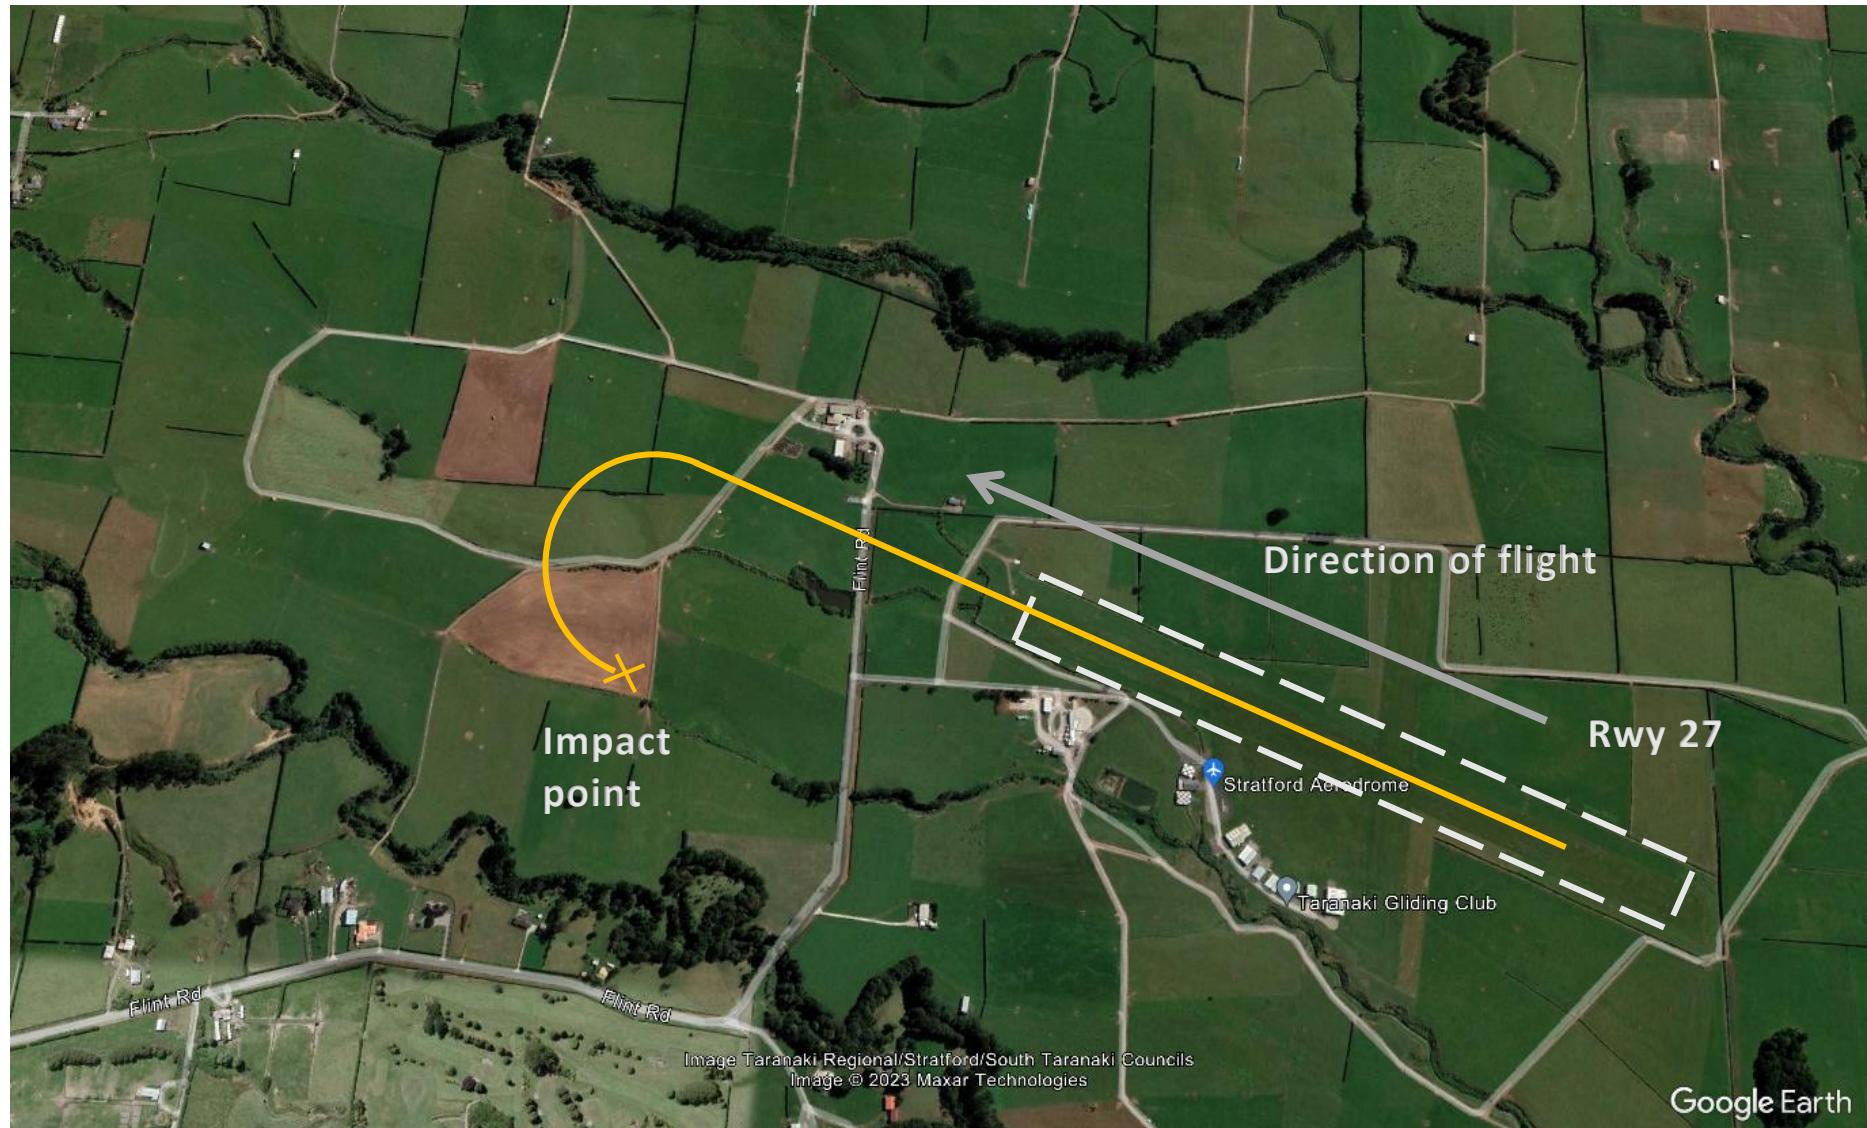 Flint Rd
Direction of flight
Rwy 27
Impact
point
Stratford Aerodrome
Taranaki Gliding Club
Flint Rd
Flint Rd
Image Taranaki Regional/Stratford/South Taranaki Councils
Image © 2023 Maxar Technologies
Google Earth